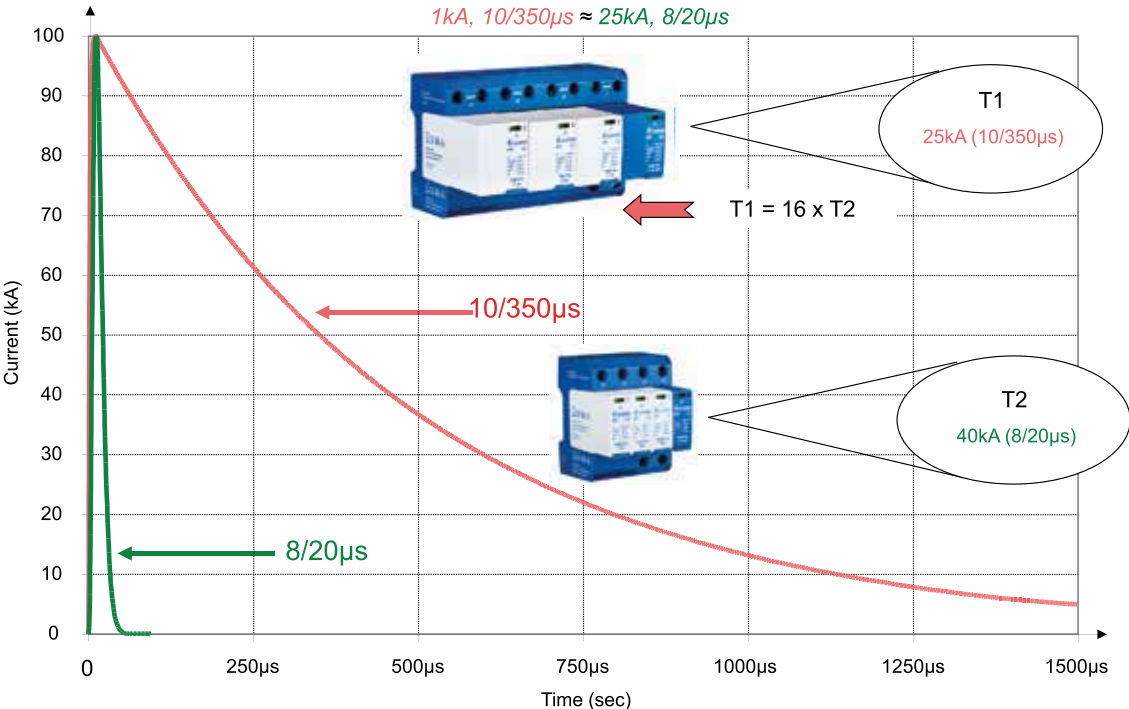 1kA, 10/350µs ≈ 25kA, 8/20µs
100
90
80
70
60
50
40
30
20
10
0
Current (kA)
T1
25kA (10/350µs)
T1 = 16 x T2
10/350µs
T2
40kA (8/20µs)
8/20µs
0
250µs
500µs
750µs
1000µs
1250µs
1500µs
Time (sec)